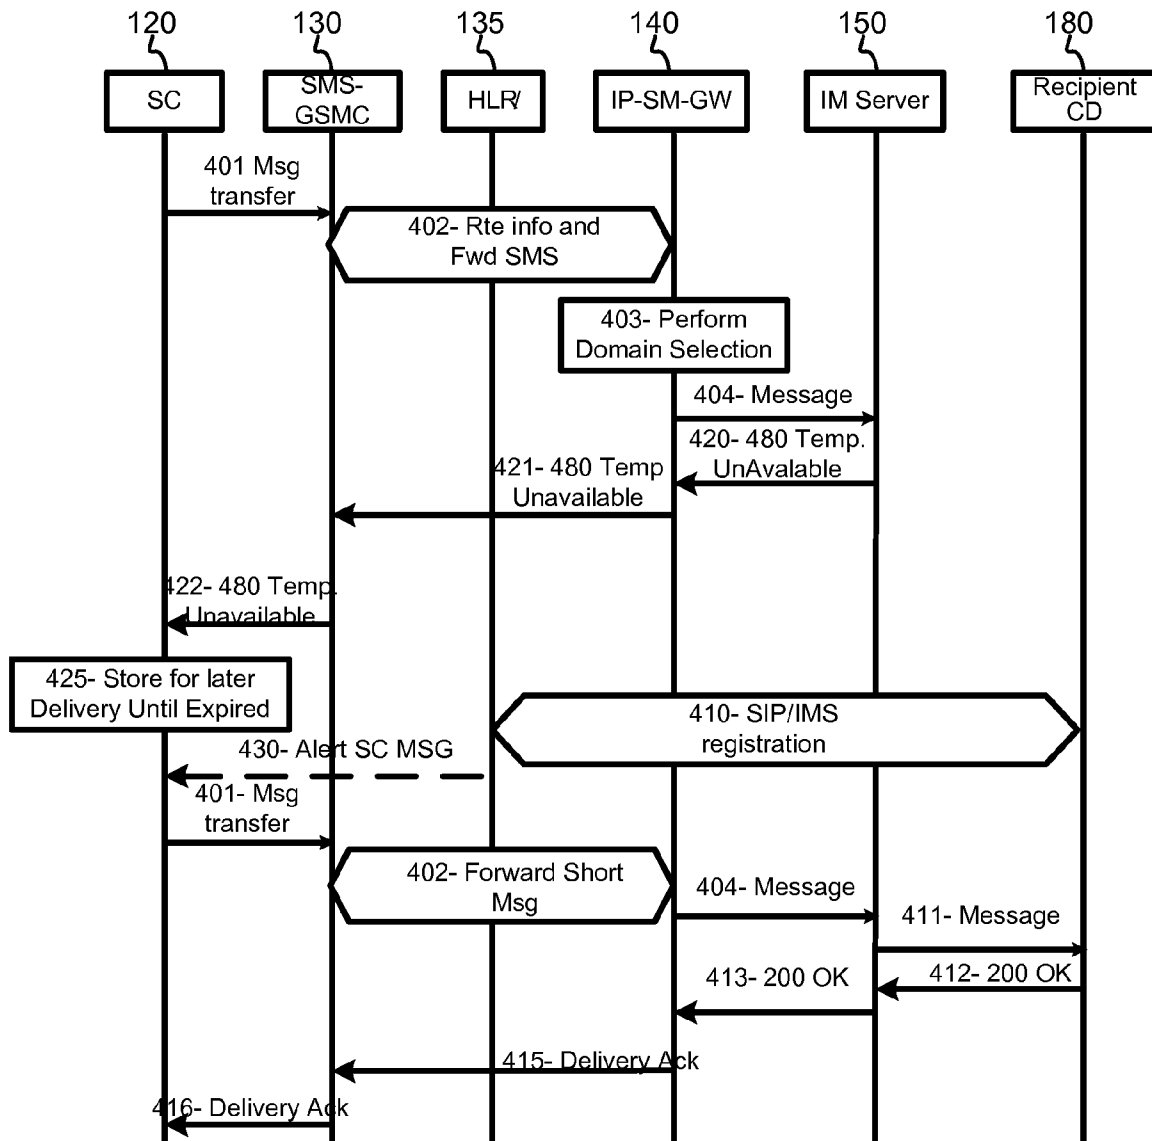 120
130
135
140
150
180
SC
SMS-
GSMC
HLR/
IP-SM-GW
IM Server
Recipient
CD
401 Msg
transfer
402- Rte info and
Fwd SMS
403- Perform
Domain Selection
404- Message
420- 480 Temp.
UnAvalable
421- 480 Temp
Unavailable
422- 480 Temp.
Unavailable
425- Store for later
Delivery Until Expired
410- SIP/IMS
registration
430- Alert SC MSG
401- Msg
transfer
402- Forward Short
Msg
404- Message
411- Message
412- 200 OK
413- 200 OK
415- Delivery Ack
416- Delivery Ack